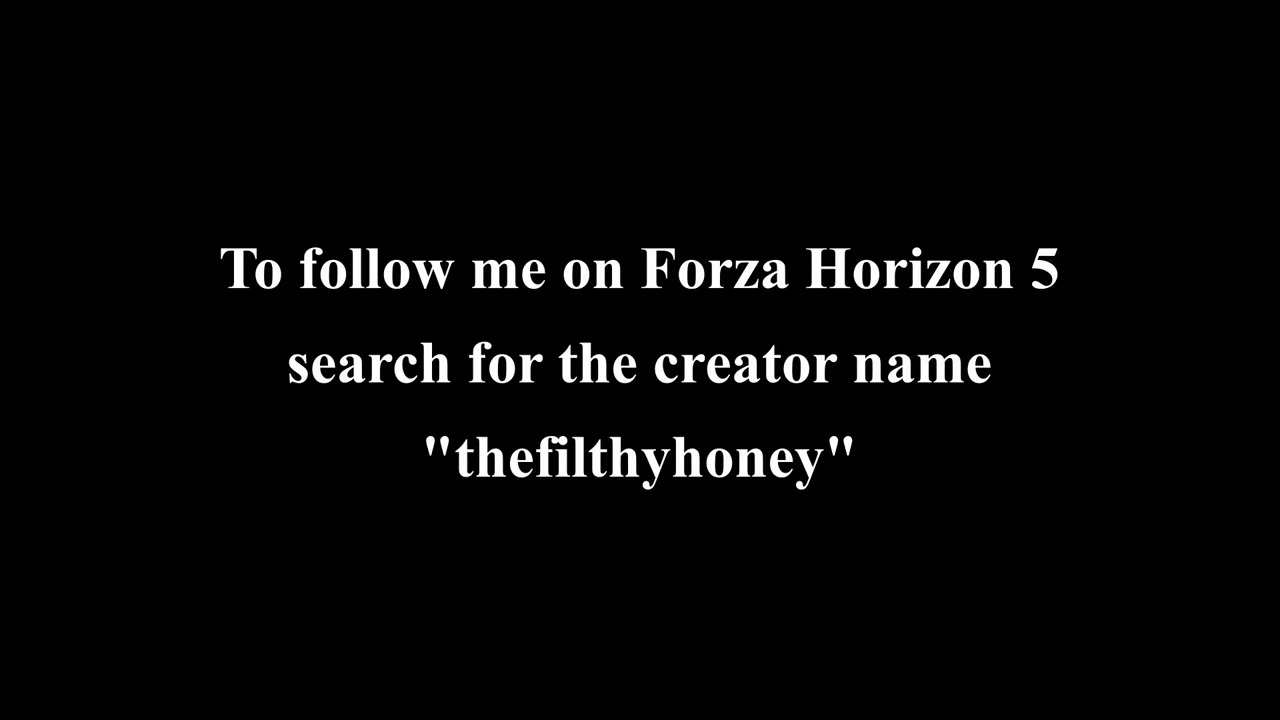 To follow me on Forza Horizon 5
search for the creator name
"thefilthyhoney"